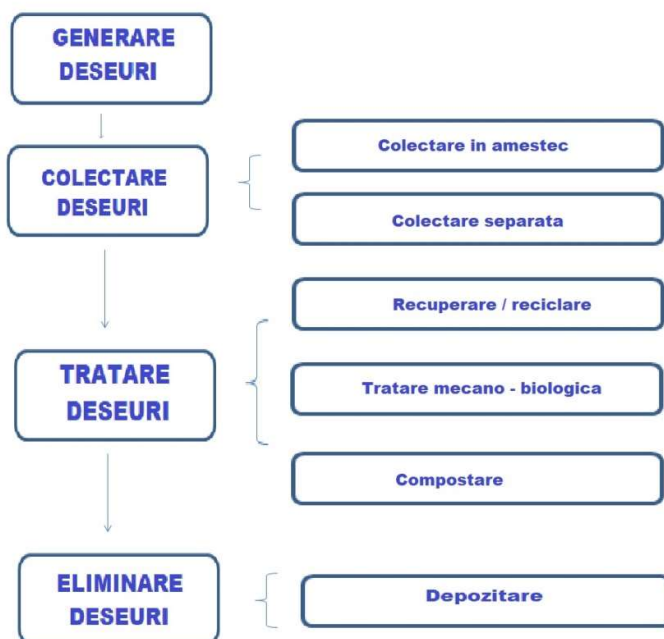 GENERARE
DESEURI
COLECTARE
DESEURI
Colectare in amestec
Colectare separata
TRATARE
DESEURI
Recuperare / reciclare
Tratare mecano - biologica
Compostare
ELIMINARE
DESEURI
Depozitare